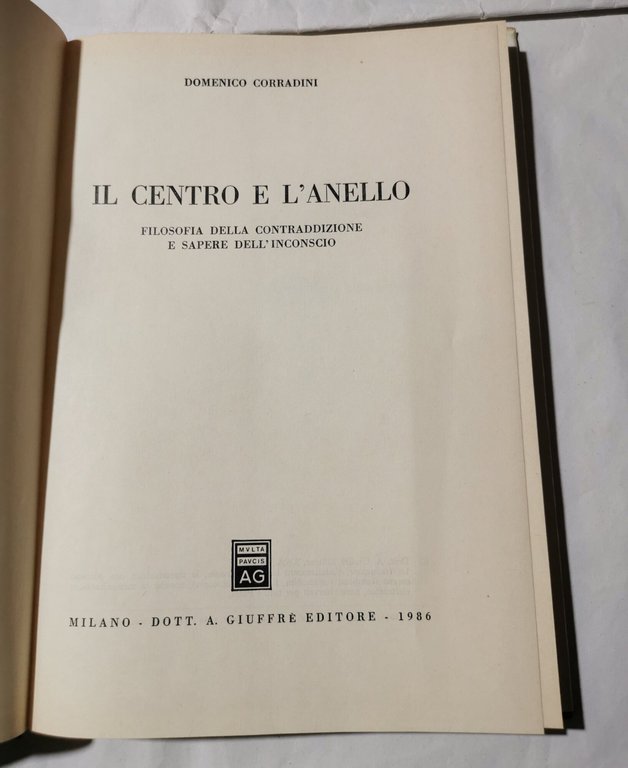 DOMENICO CORRADINI
IL CENTRO E L'ANELLO
FILOSOFIA DELLA CONTRADDIZIONE
E SAPERE DELL'INCONSCIO
MVLTA
PAVCIS
AG
MILANO - DOTT. A. GIUFFRÈ EDITORE - 1986